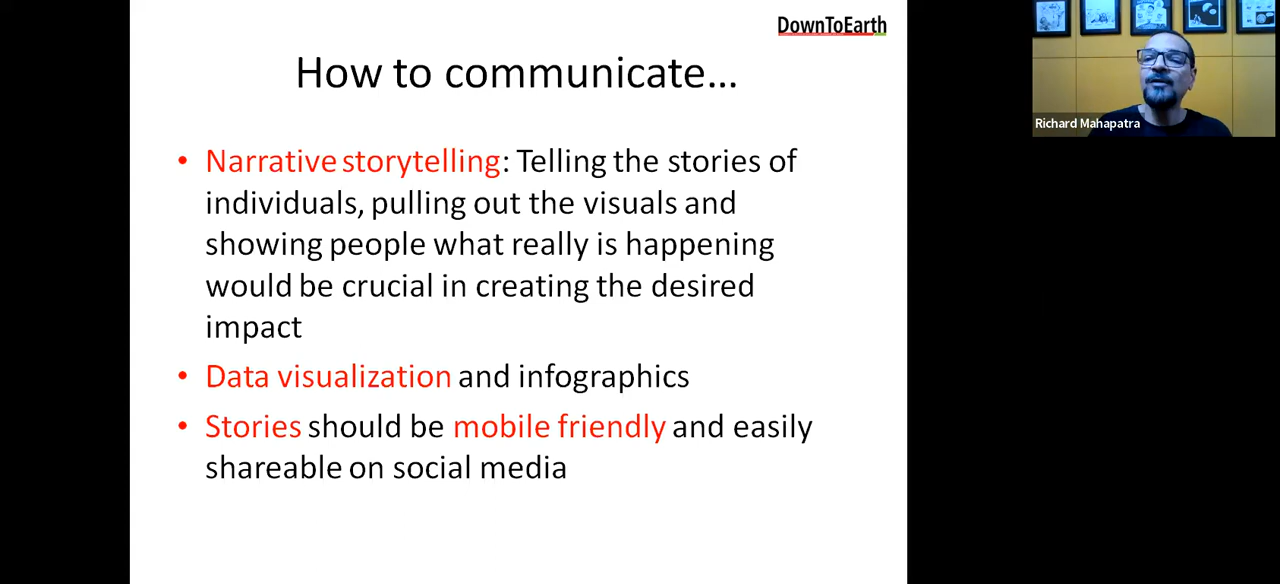 DownToEarth
How to communicate...
• Narrative storytelling: Telling the stories of
individuals, pulling out the visuals and
showing people what really is happening
would be crucial in creating the desired
impact
• Data visualization and infographics
• Stories should be mobile friendly and easily
shareable on social media
Richard Mahapatra